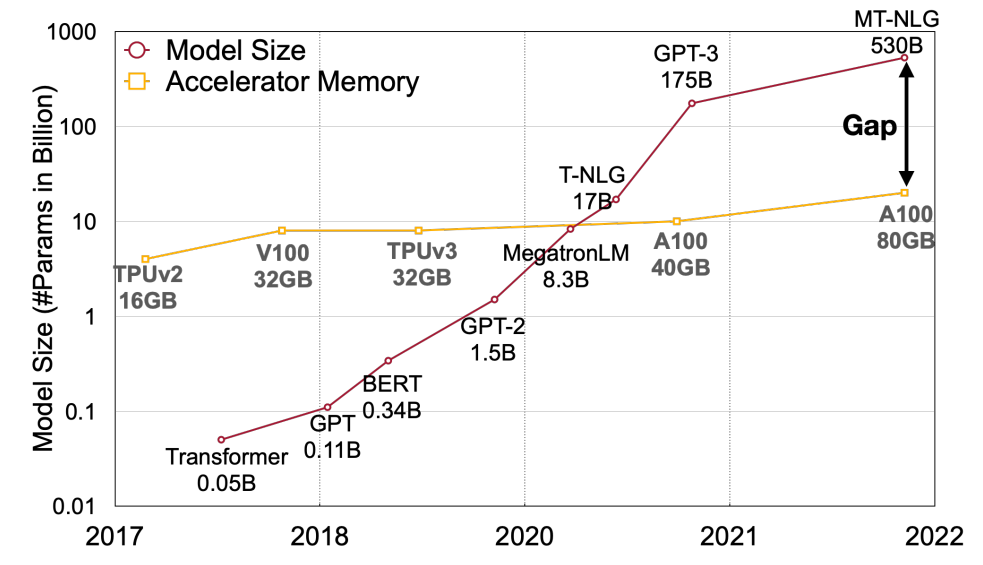 MT-NLG
530B
1000
Model Size
Accelerator Memory
GPT-3
175B
100
Gap
T-NLG
17B
10
A100
80GB
MegatronLM
8.3B
A100
40GB
V100
32GB
TPUv3
32GB
TPUv2
16GB
1
GPT-2
1.5B
BERT
0.34B
0.1
GPT
0.11B
Transformer
0.05B
0.01
2017
2018
2020
2021
2022
Model Size (#Params in Billion)